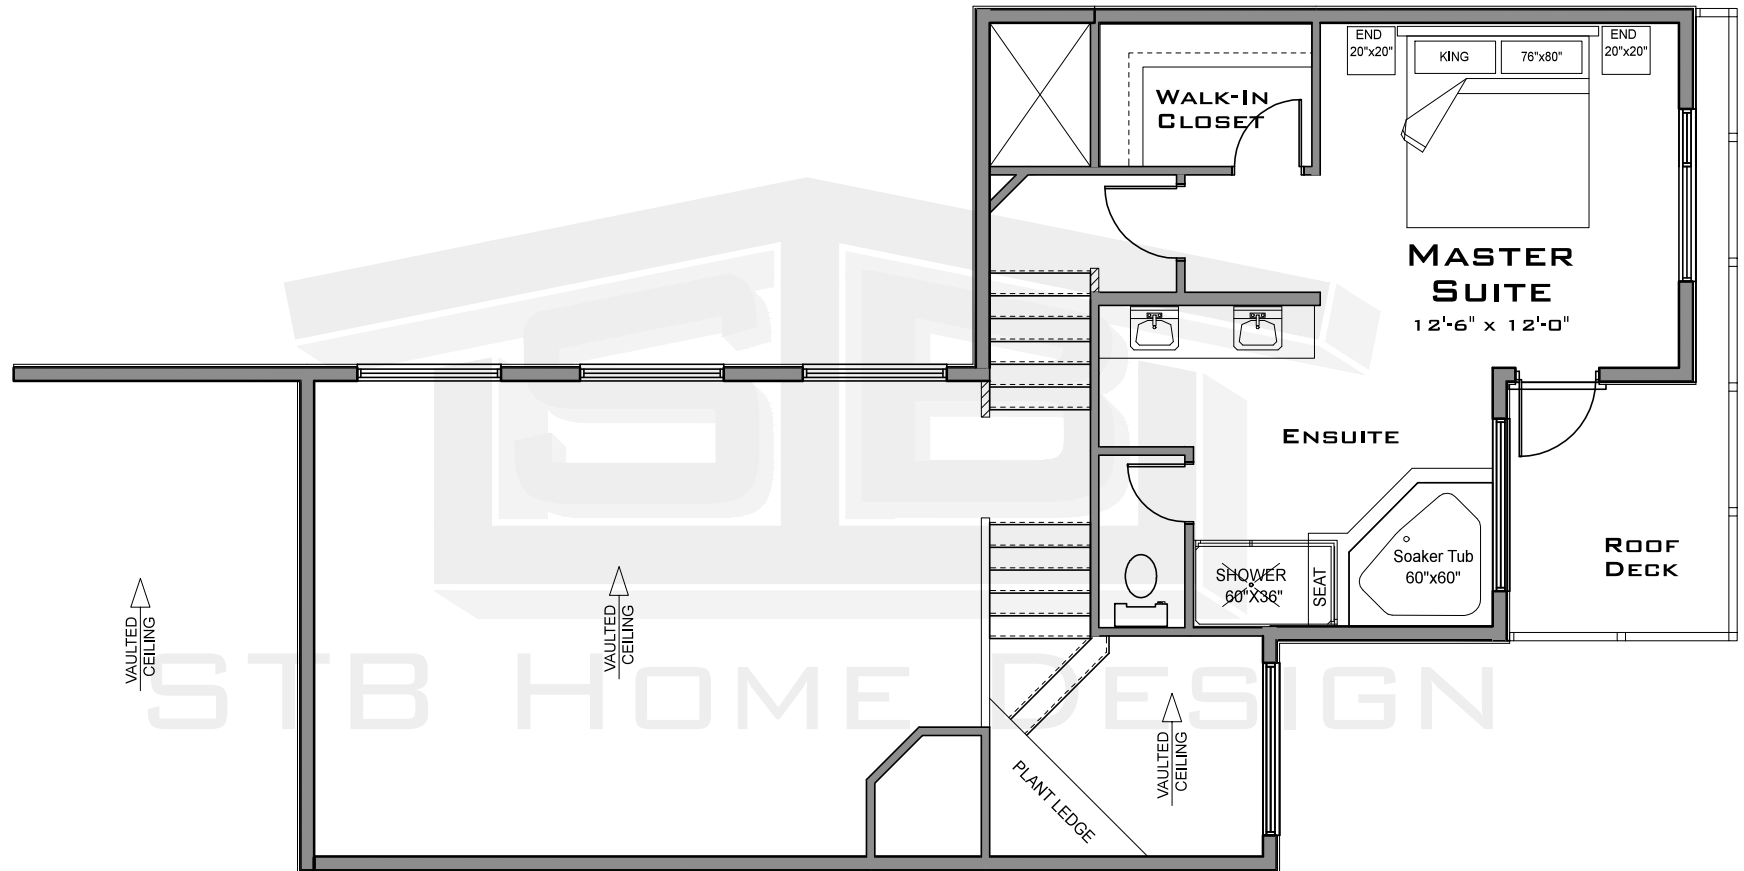 END
20"x20"
KING
76"x80"
END
20"x20"
WALK-IN
CLOSET
MASTER
SUITE
12'-6" x 12'-0"
ENSUITE
ROOF
DECK
Soaker Tub
60"x60"
SHOWER
60"X36"
SEAT
VAULTED
CEILING
VAULTED
CEILING
VAULTED
CEILING
PLANT LEDGE
STB
STB HOME DESIGN